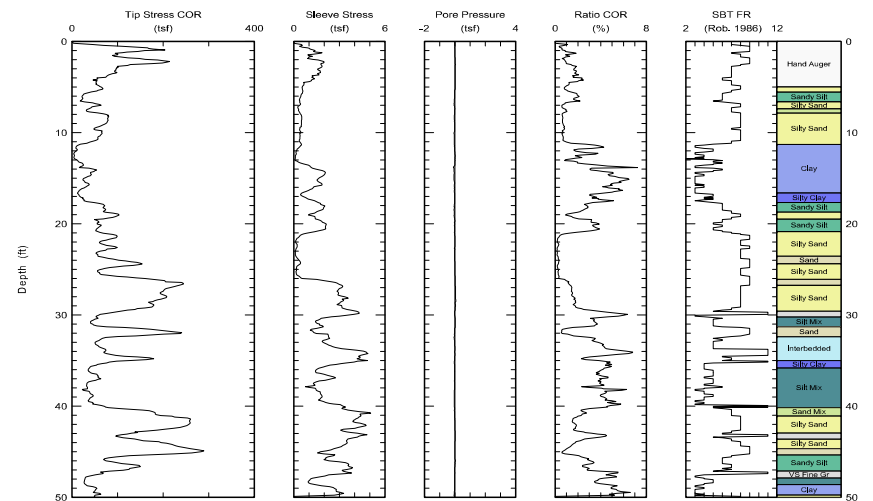 Tip Stress COR
(tsf)
Sleeve Stress
(tsf)
Pore Pressure
(tsf)
Ratio COR
(%)
SBT FR
(Rob. 1986)
0 400
0 6
-2 4
0 8
2 12
Depth (ft)
0
10
20
30
40
50
Hand Auger
Sandy Silt
Silty Sand
Silty Sand
Clay
Silty Clay
Sandy Silt
Sandy Silt
Silty Sand
Sand
Silty Sand
Silty Sand
Silt Mix
Sand
Interbedded
Silty Clay
Silt Mix
Sand Mix
Silty Sand
Silty Sand
Sandy Silt
VS Fine Gr
Clay
0
10
20
30
40
50